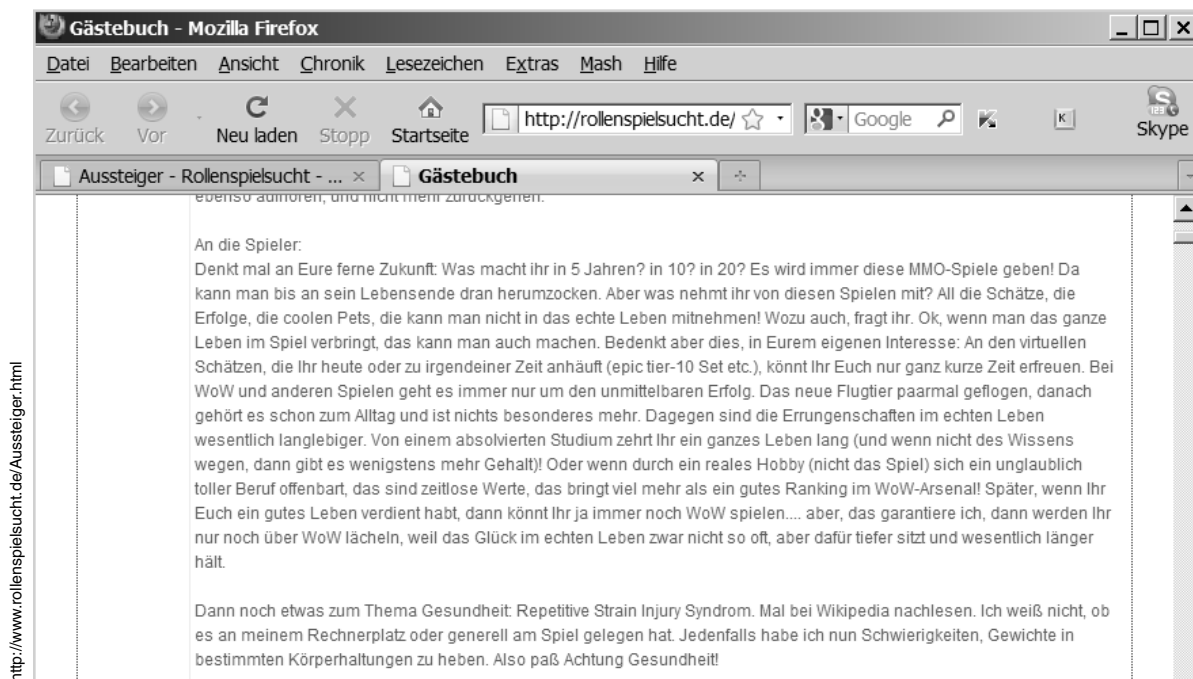 Gästebuch - Mozilla Firefox
Datei Bearbeiten Ansicht Chronik Lesezeichen Extras Mash Hilfe
Zurück Vor Neu laden Stopp Startseite http://rollenspielsucht.de/ Google K Skype
Aussteiger - Rollenspielsucht - ... Gästebuch
ebenso aufhören, und nicht mehr zurückgehen.
An die Spieler:
Denkt mal an Eure ferne Zukunft: Was macht ihr in 5 Jahren? in 10? in 20? Es wird immer diese MMO-Spiele geben! Da
kann man bis an sein Lebensende dran herumzocken. Aber was nehmt ihr von diesen Spielen mit? All die Schätze, die
Erfolge, die coolen Pets, die kann man nicht in das echte Leben mitnehmen! Wozu auch, fragt ihr. Ok, wenn man das ganze
Leben im Spiel verbringt, das kann man auch machen. Bedenkt aber dies, in Eurem eigenen Interesse: An den virtuellen
Schätzen, die Ihr heute oder zu irgendeiner Zeit anhäuft (epic tier-10 Set etc.), könnt Ihr Euch nur ganz kurze Zeit erfreuen. Bei
WoW und anderen Spielen geht es immer nur um den unmittelbaren Erfolg. Das neue Flugtier paarmal geflogen, danach
gehört es schon zum Alltag und ist nichts besonderes mehr. Dagegen sind die Errungenschaften im echten Leben
wesentlich langlebiger. Von einem absolvierten Studium zehrt Ihr ein ganzes Leben lang (und wenn nicht des Wissens
wegen, dann gibt es wenigstens mehr Gehalt)! Oder wenn durch ein reales Hobby (nicht das Spiel) sich ein unglaublich
toller Beruf offenbart, das sind zeitlose Werte, das bringt viel mehr als ein gutes Ranking im WoW-Arsenal! Später, wenn Ihr
Euch ein gutes Leben verdient habt, dann könnt Ihr ja immer noch WoW spielen.... aber, das garantiere ich, dann werden Ihr
nur noch über WoW lächeln, weil das Glück im echten Leben zwar nicht so oft, aber dafür tiefer sitzt und wesentlich länger
hält.
Dann noch etwas zum Thema Gesundheit: Repetitive Strain Injury Syndrom. Mal bei Wikipedia nachlesen. Ich weiß nicht, ob
es an meinem Rechnerplatz oder generell am Spiel gelegen hat. Jedenfalls habe ich nun Schwierigkeiten, Gewichte in
bestimmten Körperhaltungen zu heben. Also paß Achtung Gesundheit!
http://www.rollenspielsucht.de/Aussteiger.html